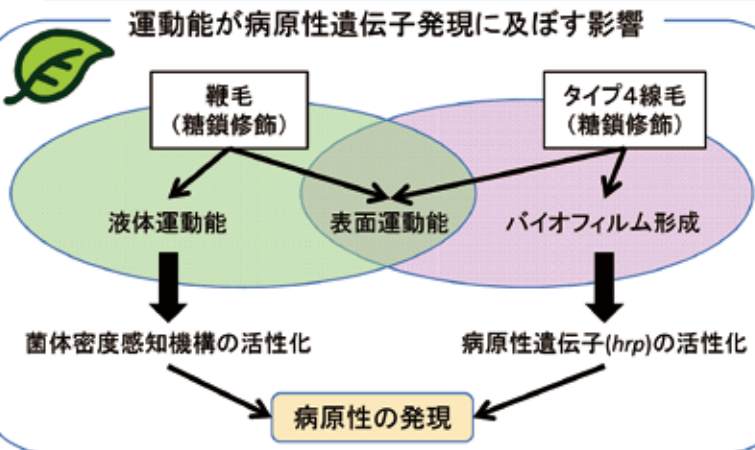 運動能が病原性遺伝子発現に及ぼす影響
鞭毛
(糖鎖修飾)
タイプ4線毛
(糖鎖修飾)
液体運動能
表面運動能
バイオフィルム形成
菌体密度感知機構の活性化
病原性遺伝子(hrp)の活性化
病原性の発現